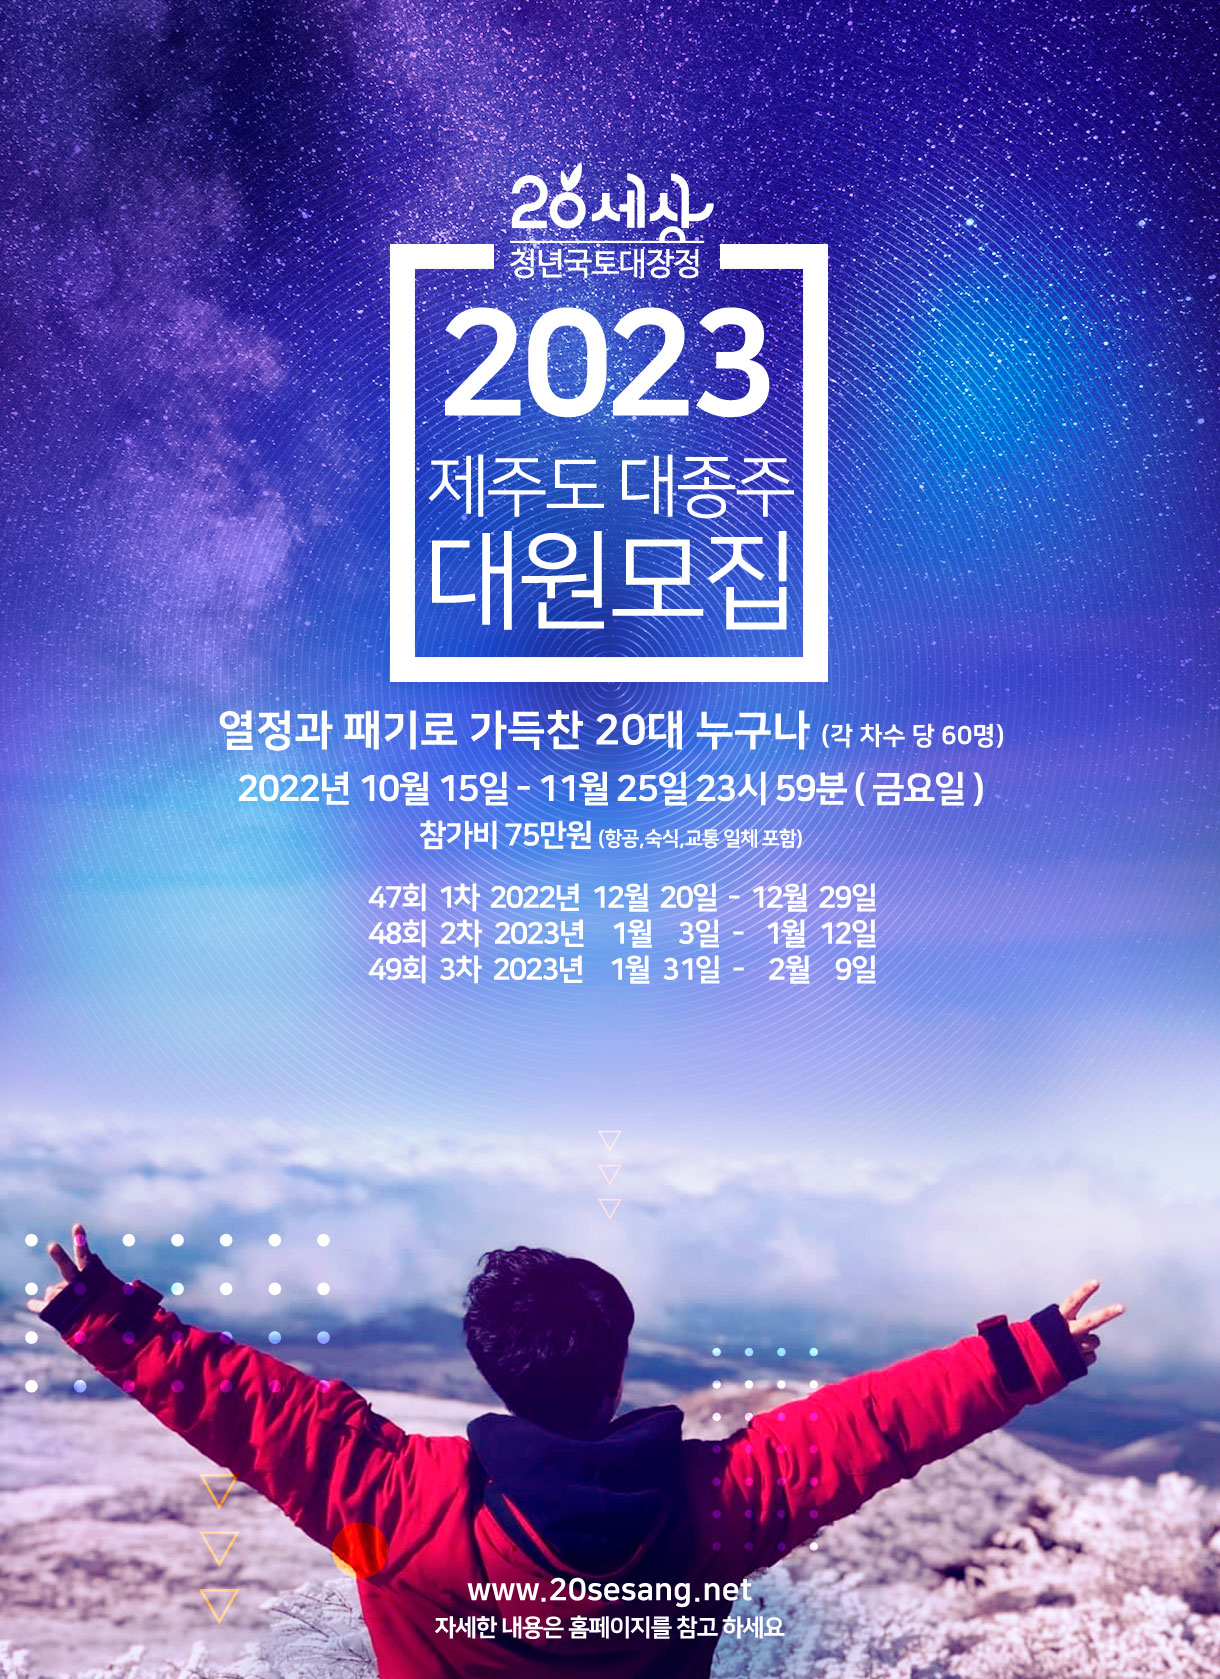 20세상
청년국토대장정
2023
제주도 대종주
대원모집
열정과 패기로 가득찬 20대 누구나 (각 차수 당 60명)
2022년 10월 15일 - 11월 25일 23시 59분 ( 금요일 )
참가비 75만원 (항공,숙식,교통 일체 포함)
47회 1차 2022년 12월 20일 - 12월 29일
48회 2차 2023년 1월 3일 - 1월 12일
49회 3차 2023년 1월 31일 - 2월 9일
www.20sesang.net
자세한 내용은 홈페이지를 참고 하세요